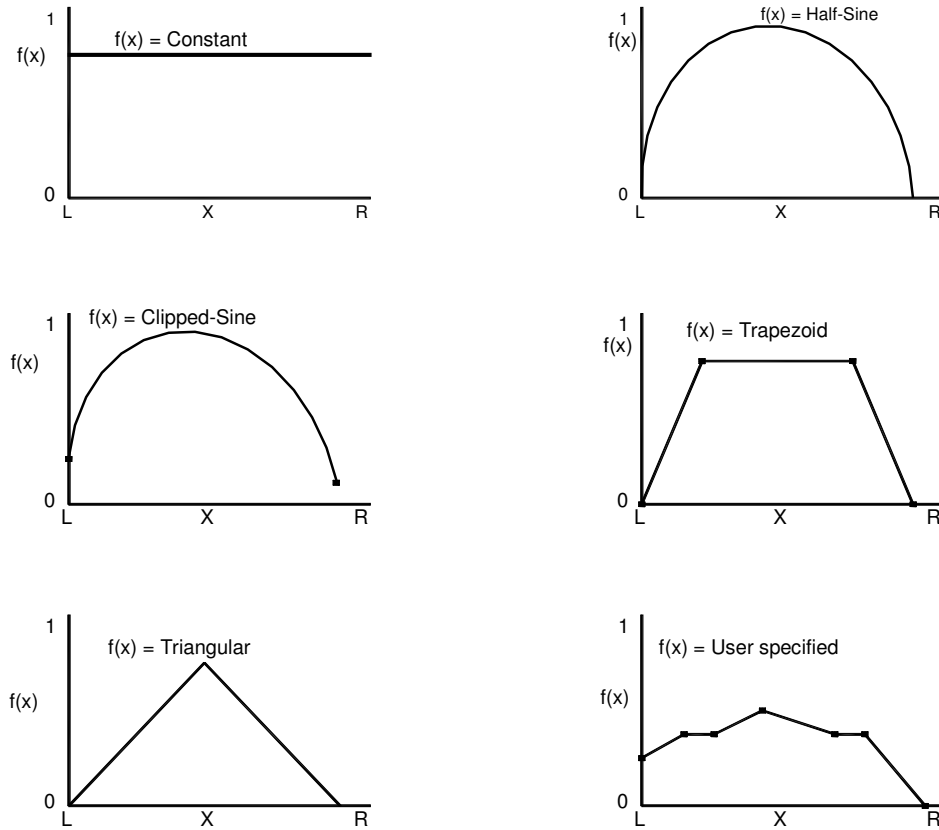 1
f(x) = Constant
f(x)
0
L X R
f(x) = Half-Sine
1
f(x)
0
L X R
f(x) = Clipped-Sine
1
f(x)
0
L X R
1
f(x) = Trapezoid
f(x)
0
L X R
1
f(x) = Triangular
f(x)
0
L X R
1
f(x) = User specified
f(x)
0
L X R